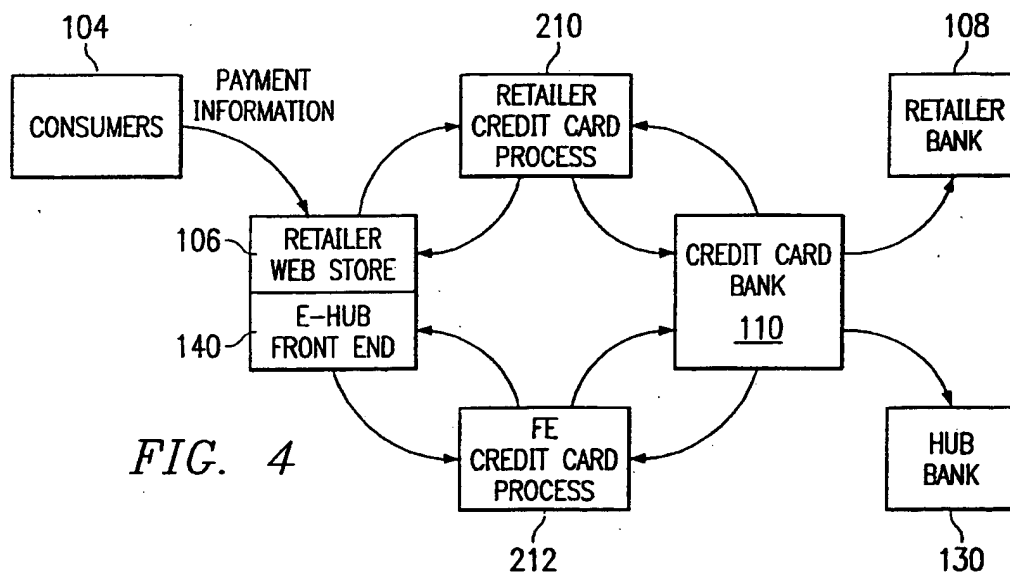 104
210
108
PAYMENT
INFORMATION
CONSUMERS
RETAILER
CREDIT CARD
PROCESS
RETAILER
BANK
106
RETAILER
WEB STORE
140
E-HUB
FRONT END
CREDIT CARD
BANK
110
FIG. 4
FE
CREDIT CARD
PROCESS
HUB
BANK
212
130